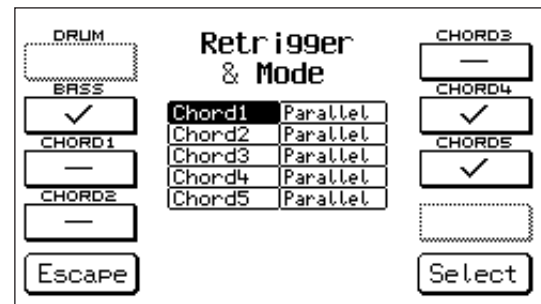 DRUM
BASS
✓
CHORD1
—
CHORD2
—
Escape
Retrigger
& Mode
Chord1 Parallel
Chord2 Parallel
Chord3 Parallel
Chord4 Parallel
Chord5 Parallel
CHORD3
—
CHORD4
✓
CHORD5
✓
Select